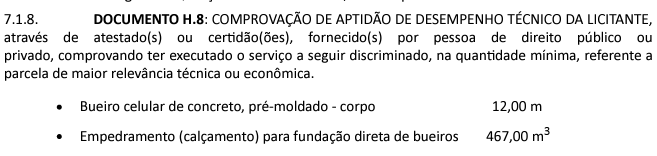 7.1.8. DOCUMENTO H.8: COMPROVAÇÃO DE APTIDÃO DE DESEMPENHO TÉCNICO DA LICITANTE,
através de atestado(s) ou certidão(ões), fornecido(s) por pessoa de direito público ou
privado, comprovando ter executado o serviço a seguir discriminado, na quantidade mínima, referente a
parcela de maior relevância técnica ou econômica.
• Bueiro celular de concreto, pré-moldado - corpo 12,00 m
• Empedramento (calçamento) para fundação direta de bueiros 467,00 m³